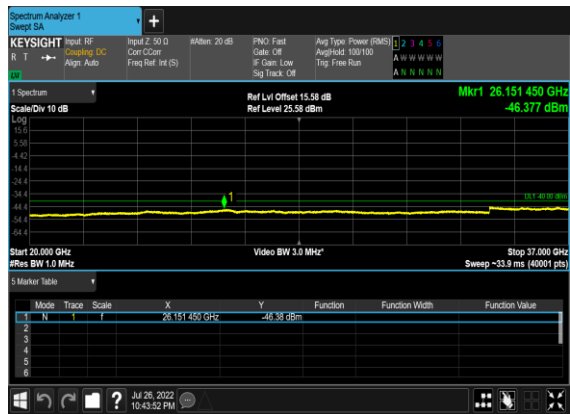 Spectrum Analyzer 1
Swept SA
KEYSIGHT Input: RF Input Z: 50 Ω #Atten: 20 dB PNO: Fast Avg Type: Power (RMS) 1 2 3 4 5 6
R T Coupling: DC Corr CCorr Gate: Off Avg|Hold: 100/100 A W W W W W
Align: Auto Freq Ref: Int (S) IF Gain: Low Trig: Free Run
LW Sig Track: Off A N N N N N
1 Spectrum Ref Lvl Offset 15.58 dB Mkr1 26.151 450 GHz
Scale/Div 10 dB Ref Level 25.58 dBm -46.377 dBm
Log
15.6
5.58
-4.42
-14.4
-24.4
-34.4
DL1 -40.00 dBm
1
-44.4
-54.4
-64.4
Start 20.000 GHz Video BW 3.0 MHz* Stop 37.000 GHz
#Res BW 1.0 MHz Sweep ~33.9 ms (40001 pts)
5 Marker Table
Mode Trace Scale X Y Function Function Width Function Value
1 N 1 f 26.151 450 GHz -46.38 dBm
2
3
4
5
6
? Jul 26, 2022
10:43:52 PM